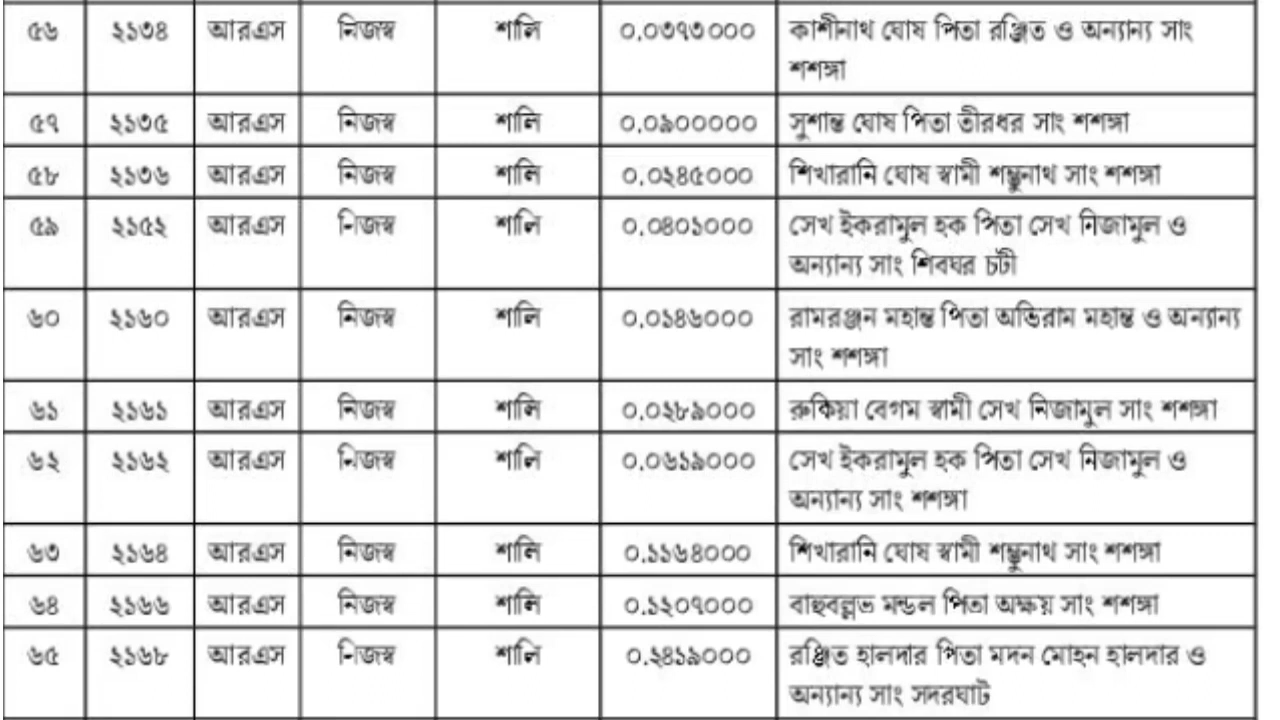 ৫৬ ২১৩৪ আরএস নিজস্ব শালি ০.০৩৭৩০০০ কাশীনাথ ঘোষ পিতা রঞ্জিত ও অন্যান্য সাং
শশঙ্গা
৫৭ ২১৩৫ আরএস নিজস্ব শালি ০.০৯০০০০০ সুশান্ত ঘোষ পিতা তীরধর সাং শশঙ্গা
৫৮ ২১৩৬ আরএস নিজস্ব শালি ০.০২৪৫০০০ শিখারানি ঘোষ স্বামী শম্ভুনাথ সাং শশঙ্গা
৫৯ ২১৫২ আরএস নিজস্ব শালি ০.০৪০১০০০ সেখ ইকরামুল হক পিতা সেখ নিজামুল ও
অন্যান্য সাং শিবঘর চটী
৬০ ২১৬০ আরএস নিজস্ব শালি ০.০১৪৬০০০ রামরঞ্জন মহান্ত পিতা অভিরাম মহান্ত ও অন্যান্য
সাং শশঙ্গা
৬১ ২১৬১ আরএস নিজস্ব শালি ০.০২৮৯০০০ রুকিয়া বেগম স্বামী সেখ নিজামুল সাং শশঙ্গা
৬২ ২১৬২ আরএস নিজস্ব শালি ০.০৬১৯০০০ সেখ ইকরামুল হক পিতা সেখ নিজামুল ও
অন্যান্য সাং শশঙ্গা
৬৩ ২১৬৪ আরএস নিজস্ব শালি ০.১১৬৪০০০ শিখারানি ঘোষ স্বামী শম্ভুনাথ সাং শশঙ্গা
৬৪ ২১৬৬ আরএস নিজস্ব শালি ০.১২০৭০০০ বাহুবল্লভ মন্ডল পিতা অক্ষয় সাং শশঙ্গা
৬৫ ২১৬৮ আরএস নিজস্ব শালি ০.২৪১৯০০০ রঞ্জিত হালদার পিতা মদন মোহন হালদার ও
অন্যান্য সাং সদরঘাট